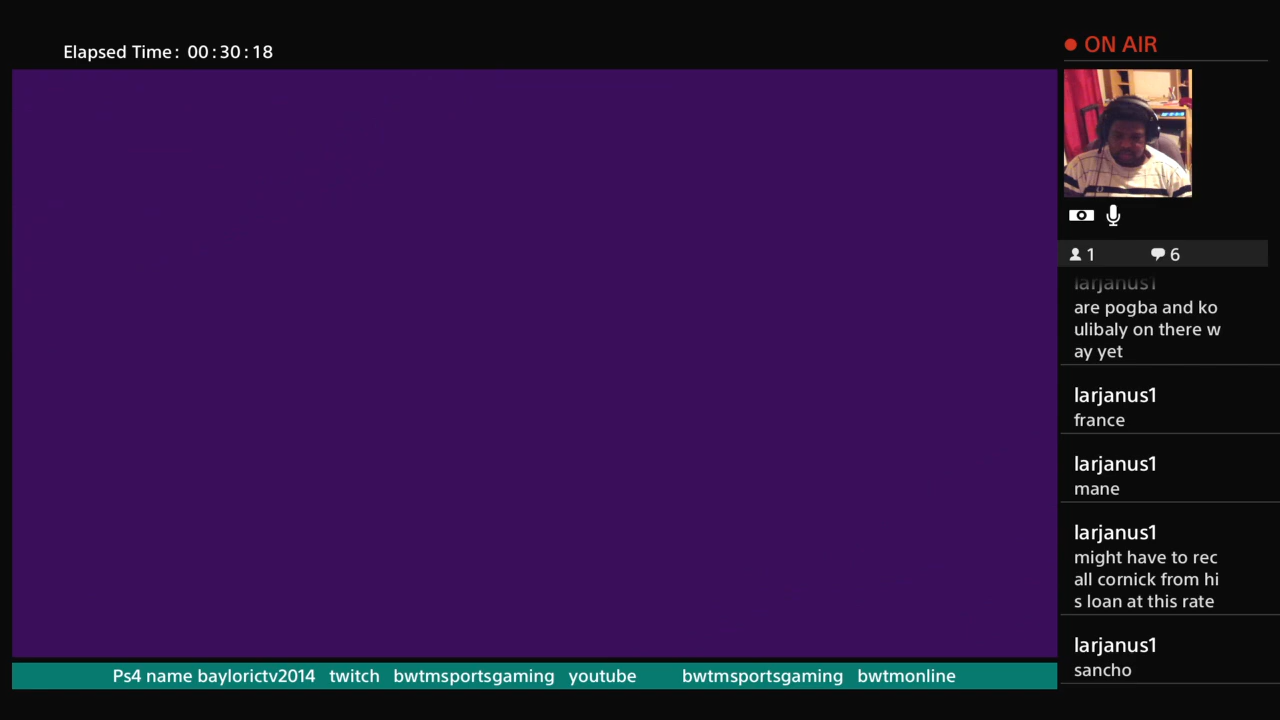 Elapsed Time: 00:30:18
ON AIR
1 6
larjanus1
are pogba and ko
ulibaly on there w
ay yet
larjanus1
france
larjanus1
mane
larjanus1
might have to rec
all cornick from hi
s loan at this rate
larjanus1
sancho
Ps4 name baylorictv2014 twitch bwtmsportsgaming youtube bwtmsportsgaming bwtmonline